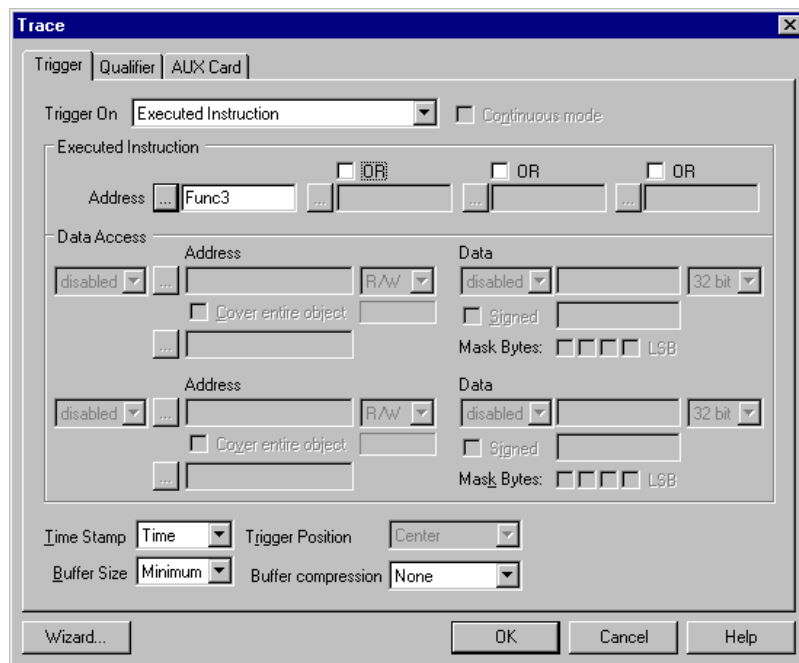 Trace
Trigger Qualifier AUX Card
Trigger On Executed Instruction Continuous mode
Executed Instruction
OR OR OR
Address ... Func3 ... ... ...
Data Access
Address Data
disabled ... R/W disabled 32 bit
Cover entire object Signed
... Mask Bytes: LSB
Address Data
disabled ... R/W disabled 32 bit
Cover entire object Signed
... Mask Bytes: LSB
Time Stamp Time Trigger Position Center
Buffer Size Minimum Buffer compression None
Wizard... OK Cancel Help